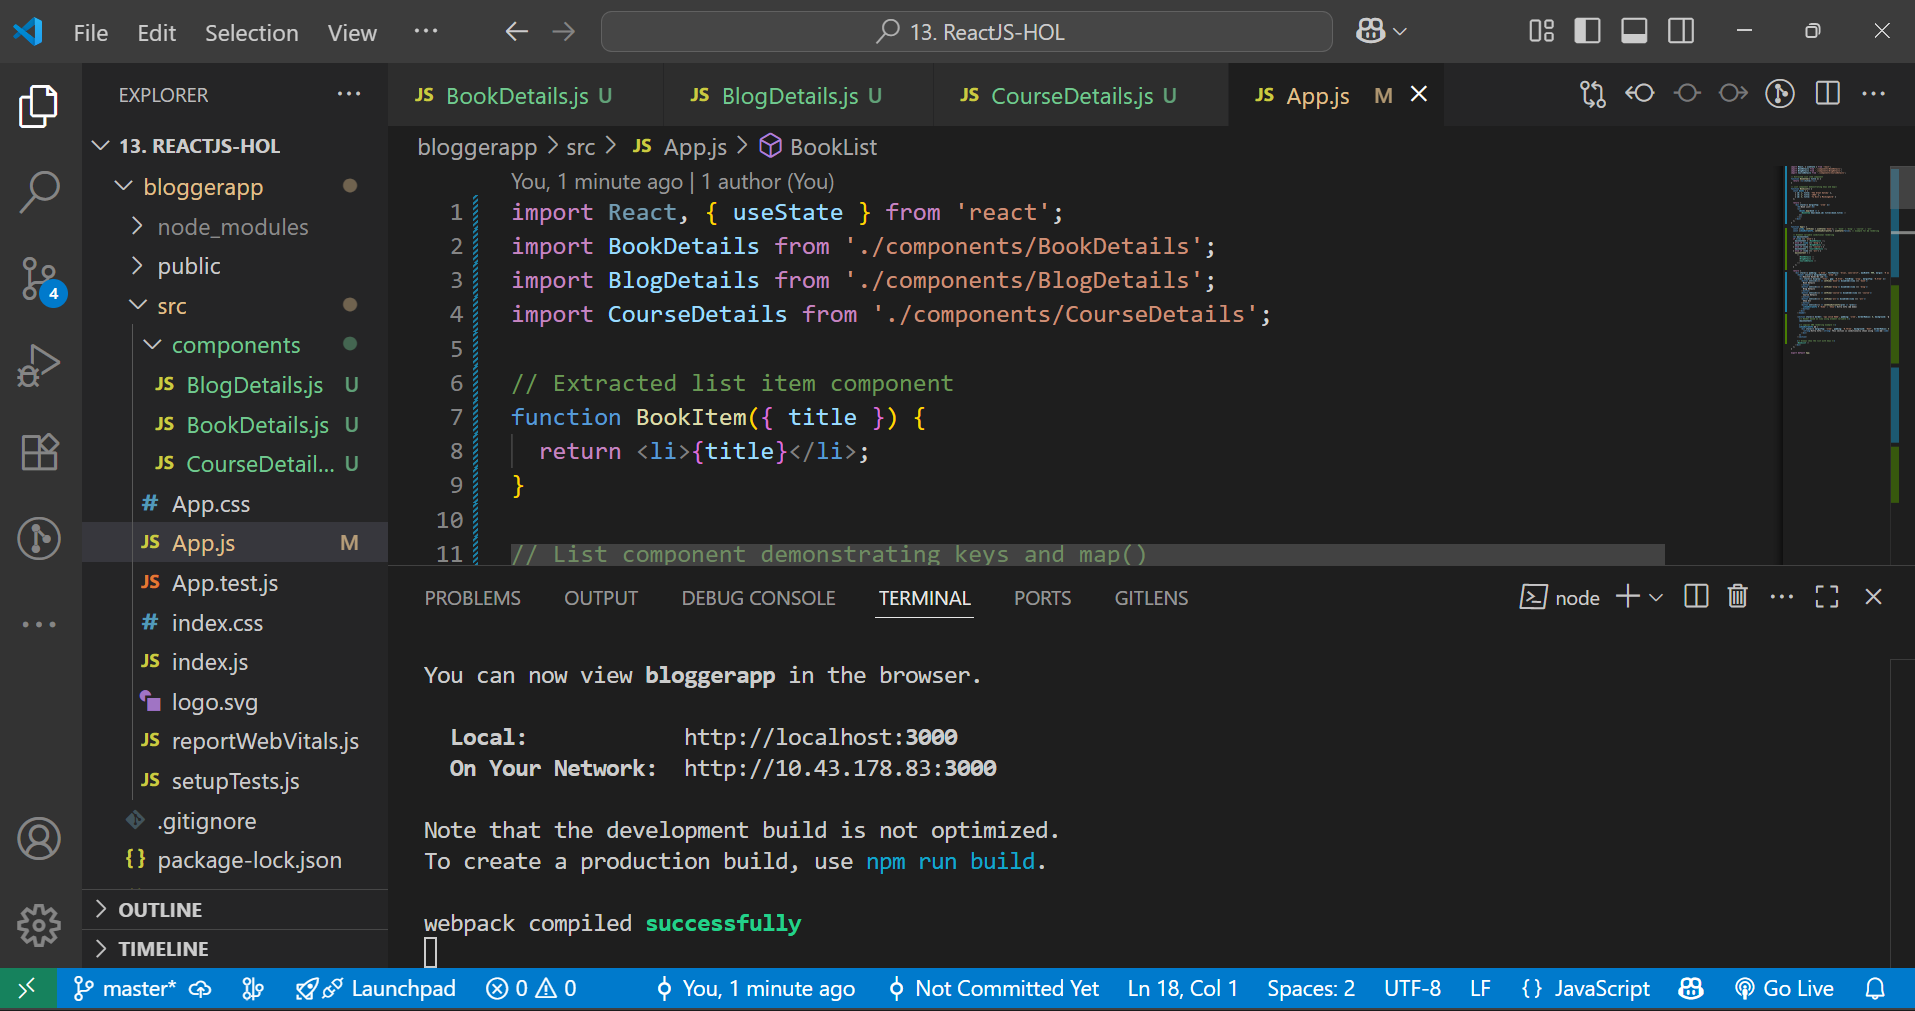 File Edit Selection View ···
13. ReactJS-HOL
EXPLORER ···
13. REACTJS-HOL
bloggerapp
node_modules
public
src
components
JS BlogDetails.js U
JS BookDetails.js U
JS CourseDetail... U
# App.css
JS App.js M
JS App.test.js
# index.css
JS index.js
logo.svg
JS reportWebVitals.js
JS setupTests.js
.gitignore
{} package-lock.json
OUTLINE
TIMELINE
4
JS BookDetails.js U JS BlogDetails.js U JS CourseDetails.js U JS App.js M
bloggerapp > src > JS App.js > BookList
You, 1 minute ago | 1 author (You)
1 import React, { useState } from 'react';
2 import BookDetails from './components/BookDetails';
3 import BlogDetails from './components/BlogDetails';
4 import CourseDetails from './components/CourseDetails';
5
6 // Extracted list item component
7 function BookItem({ title }) {
8 return <li>{title}</li>;
9 }
10
11 // List component demonstrating keys and map()
PROBLEMS OUTPUT DEBUG CONSOLE TERMINAL PORTS GITLENS
node
You can now view bloggerapp in the browser.
Local: http://localhost:3000
On Your Network: http://10.43.178.83:3000
Note that the development build is not optimized.
To create a production build, use npm run build.
webpack compiled successfully
master* Launchpad 0 0 You, 1 minute ago Not Committed Yet Ln 18, Col 1 Spaces: 2 UTF-8 LF {} JavaScript Go Live